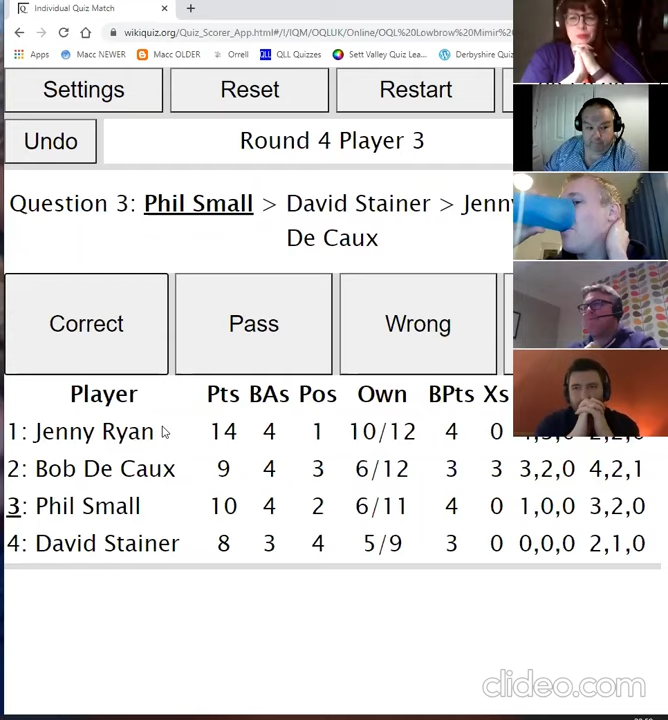 Individual Quiz Match
wikiquiz.org/Quiz_Scorer_App.html#/I/IQM/OQLUK/Online/OQL%20Lowbrow%20Mimir%
Apps Macc NEWER Macc OLDER Orrell QLL Quizzes Sett Valley Quiz Lea... Derbyshire Quiz
Settings Reset Restart
Undo Round 4 Player 3
Question 3: Phil Small > David Stainer > Jenny
De Caux
Correct Pass Wrong
Player Pts BAs Pos Own BPts Xs
1: Jenny Ryan 14 4 1 10/12 4 0
2: Bob De Caux 9 4 3 6/12 3 3 3,2,0 4,2,1
3: Phil Small 10 4 2 6/11 4 0 1,0,0 3,2,0
4: David Stainer 8 3 4 5/9 3 0 0,0,0 2,1,0
clideo.com